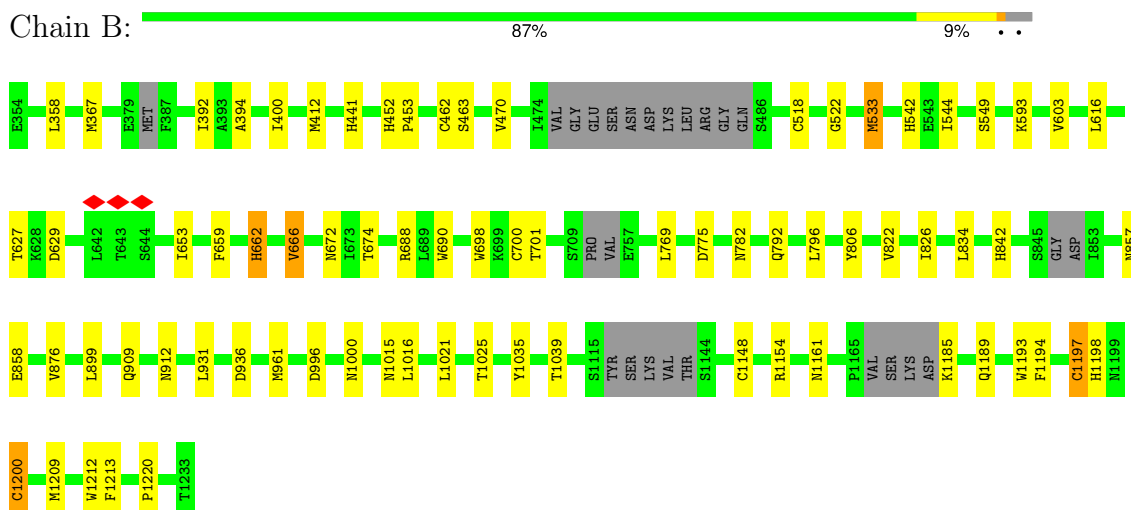 Chain B:
87% 9% • •
E354 L358 M367 E379 MET F387 I392 A393 A394 I400 M412 H441 H452 P453 C462 S463 V470 I474 VAL GLY GLU SER ASN ASP LYS LEU ARG GLY GLN S486 C518 G522 M533 H542 E543 I544 S549 K593 V603 L616
T627 K628 D629 L642 T643 S644 I653 F659 H662 V666 N672 I673 T674 R688 L689 W690 W698 K699 C700 T701 S709 PRO VAL E757 L769 D775 N782 Q792 L796 Y806 V822 I826 L834 H842 S845 GLY ASP I853 N857
E858 V876 L899 Q909 N912 L931 D936 M961 D996 N1000 N1015 L1016 L1021 T1025 Y1035 T1039 S1115 TYR SER LYS VAL THR S1144 C1148 R1154 N1161 P1165 VAL SER LYS ASP K1185 Q1189 W1193 F1194 C1197 H1198 N1199
C1200 M1209 W1212 F1213 P1220 T1233